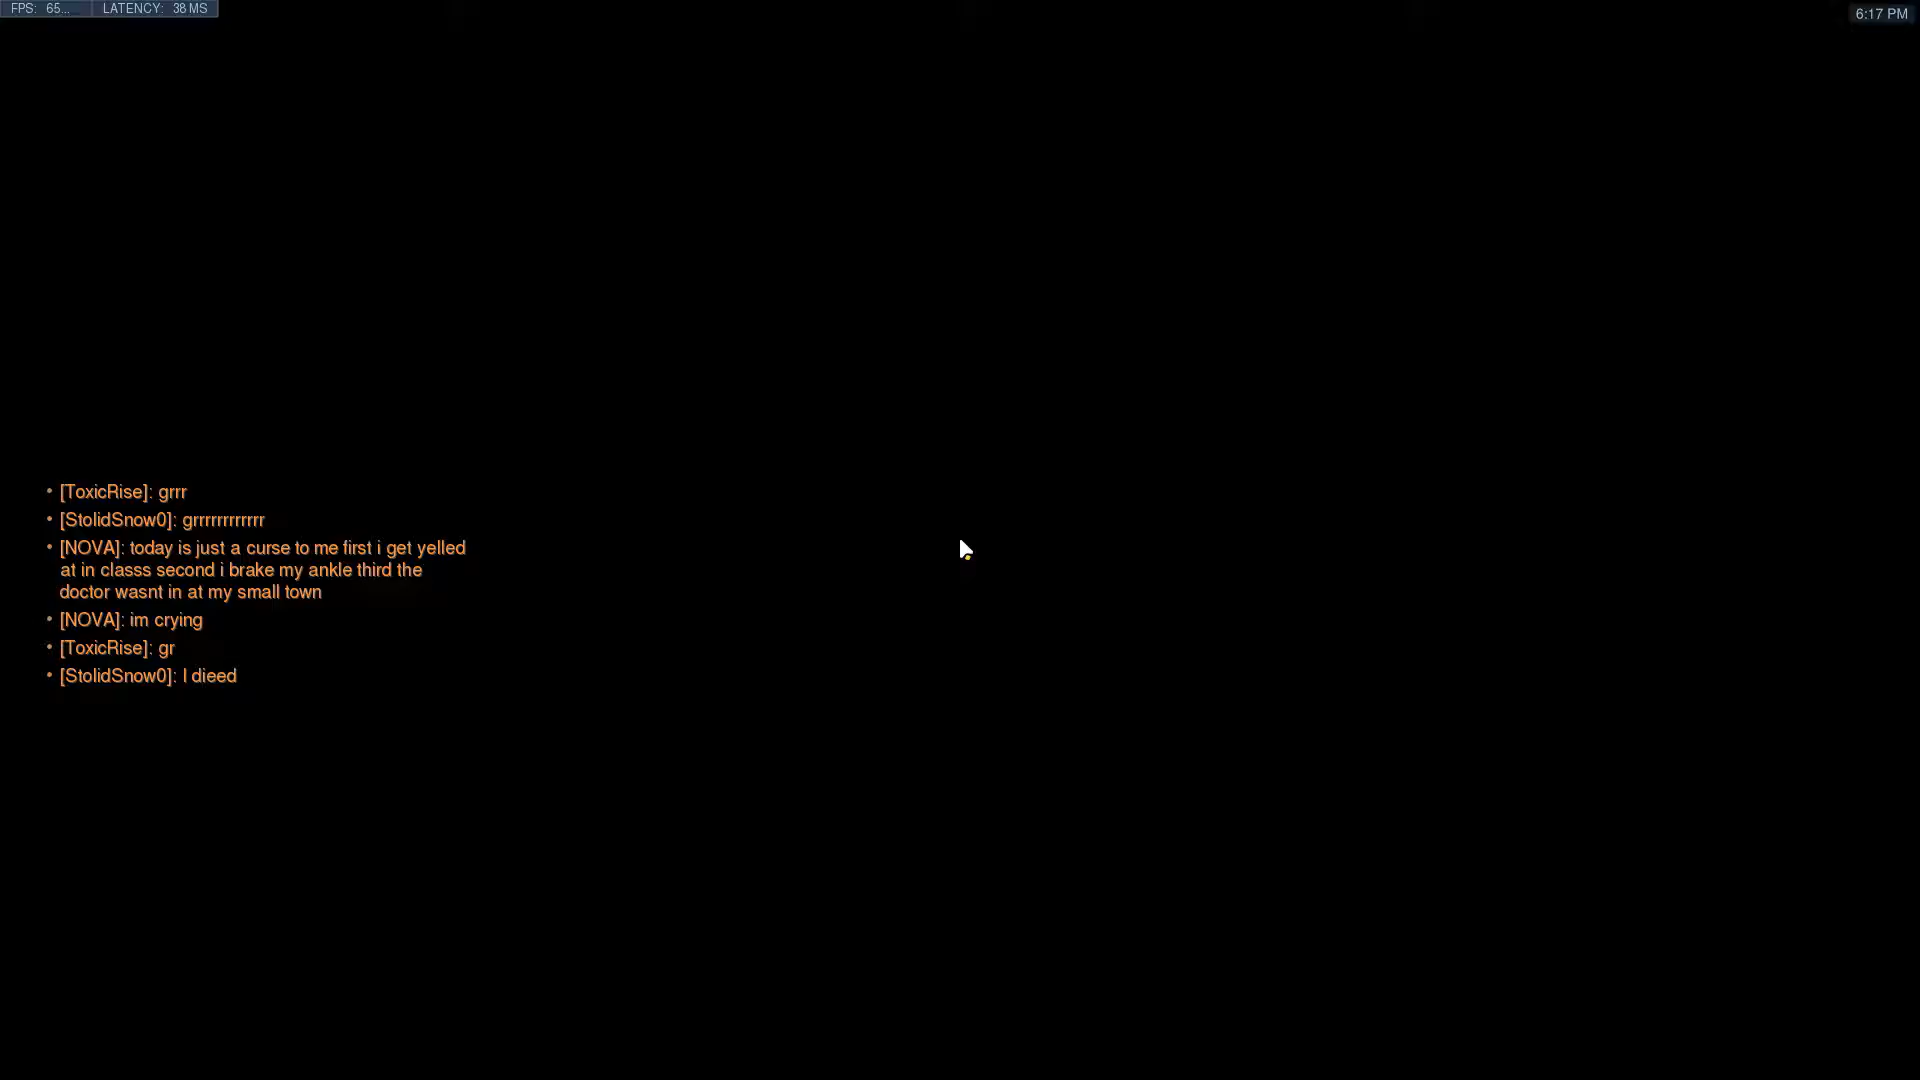 FPS: 65... LATENCY: 38 MS
6:17 PM
• [ToxicRise]: grrr
• [StolidSnow0]: grrrrrrrrrrrr
• [NOVA]: today is just a curse to me first i get yelled
at in classs second i brake my ankle third the
doctor wasnt in at my small town
• [NOVA]: im crying
• [ToxicRise]: gr
• [StolidSnow0]: I dieed